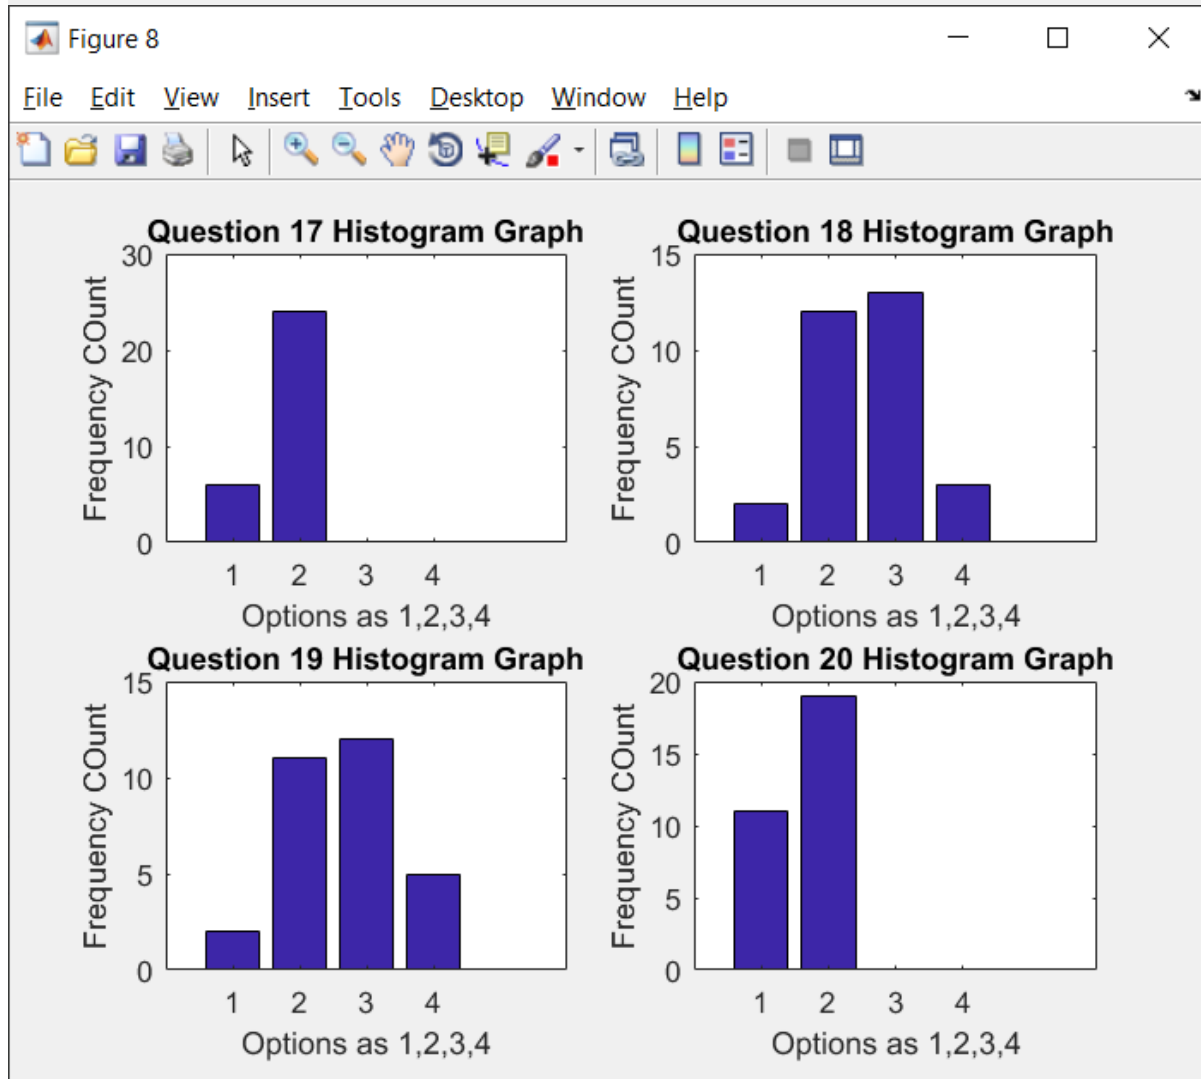 Figure 8
File Edit View Insert Tools Desktop Window Help
Question 17 Histogram Graph
30
20
10
0
Frequency COunt
1 2 3 4
Options as 1,2,3,4
Question 18 Histogram Graph
15
10
5
0
Frequency COunt
1 2 3 4
Options as 1,2,3,4
Question 19 Histogram Graph
15
10
5
0
Frequency COunt
1 2 3 4
Options as 1,2,3,4
Question 20 Histogram Graph
20
15
10
5
0
Frequency COunt
1 2 3 4
Options as 1,2,3,4